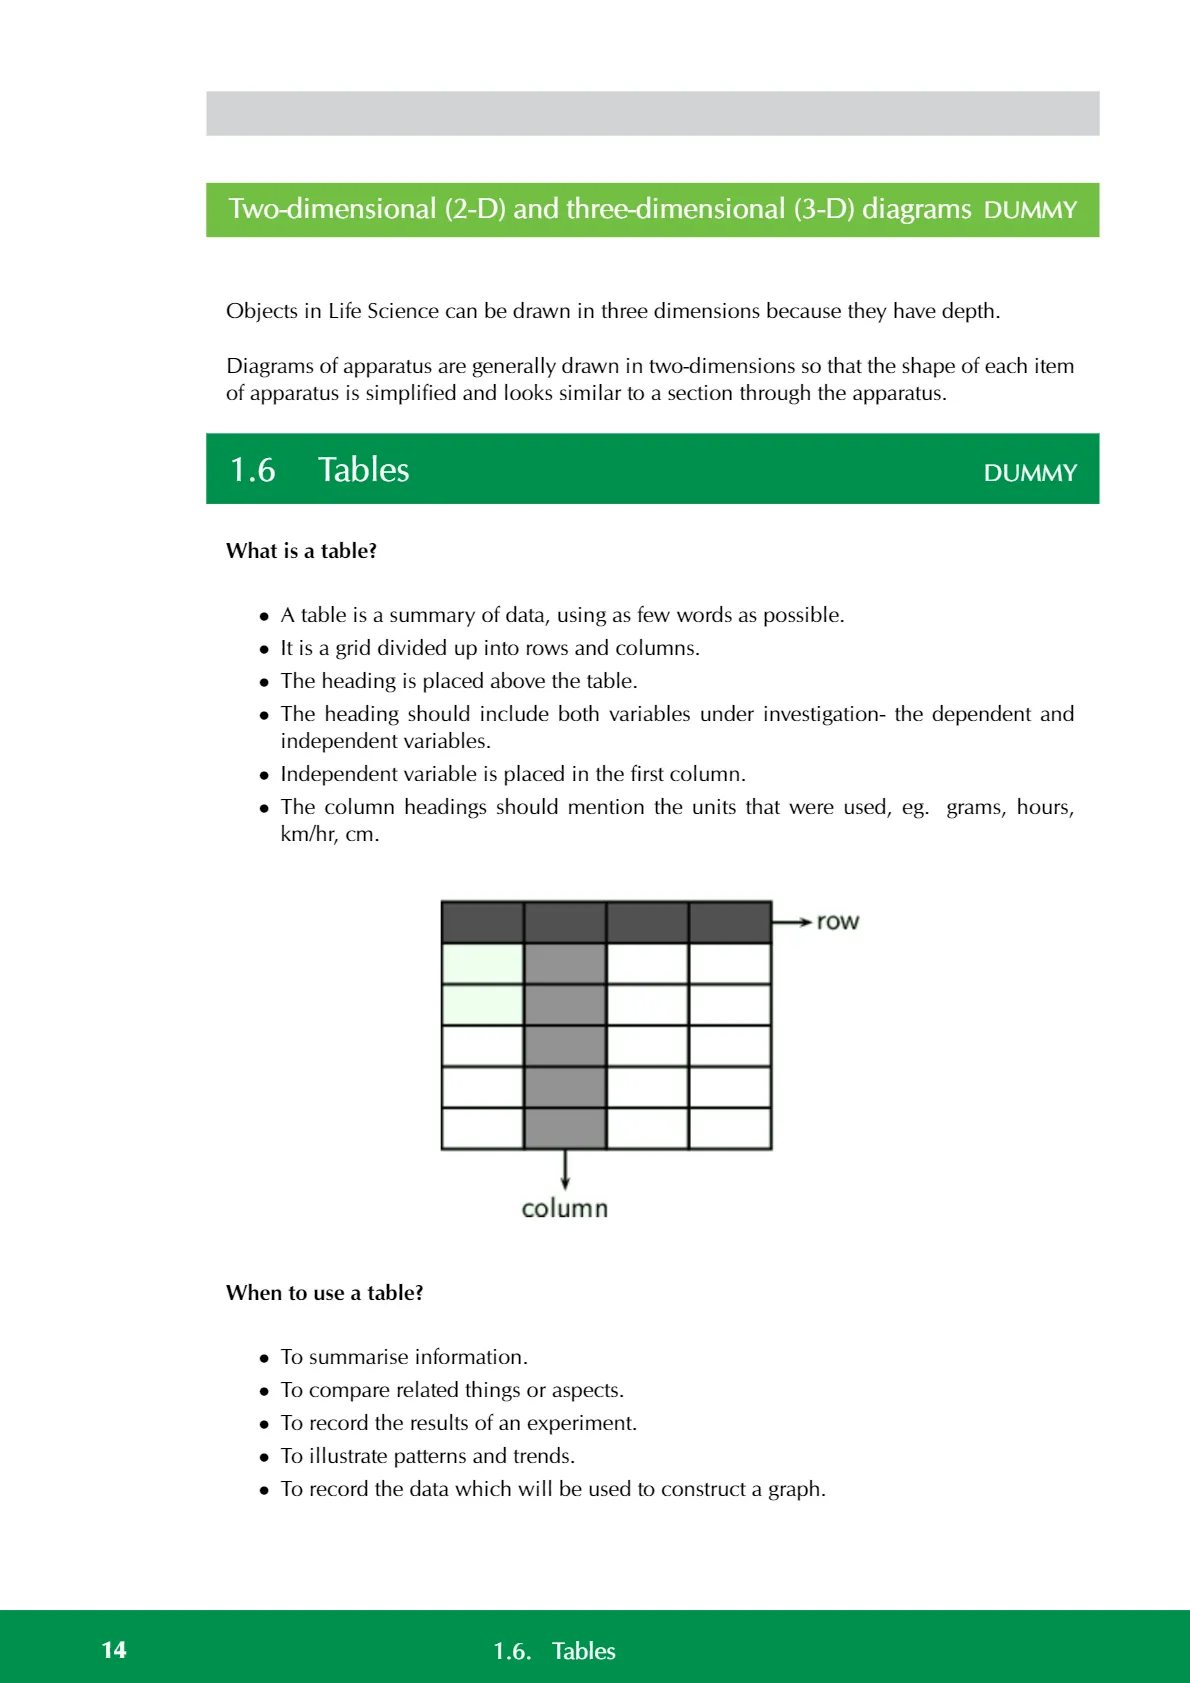 Two-dimensional (2-D) and three-dimensional (3-D) diagrams DUMMY
Objects in Life Science can be drawn in three dimensions because they have depth.
Diagrams of apparatus are generally drawn in two-dimensions so that the shape of each item
of apparatus is simplified and looks similar to a section through the apparatus.
1.6 Tables DUMMY
What is a table?
• A table is a summary of data, using as few words as possible.
• It is a grid divided up into rows and columns.
• The heading is placed above the table.
• The heading should include both variables under investigation- the dependent and
independent variables.
• Independent variable is placed in the first column.
• The column headings should mention the units that were used, eg. grams, hours,
km/hr, cm.
row
column
When to use a table?
• To summarise information.
• To compare related things or aspects.
• To record the results of an experiment.
• To illustrate patterns and trends.
• To record the data which will be used to construct a graph.
14 1.6. Tables